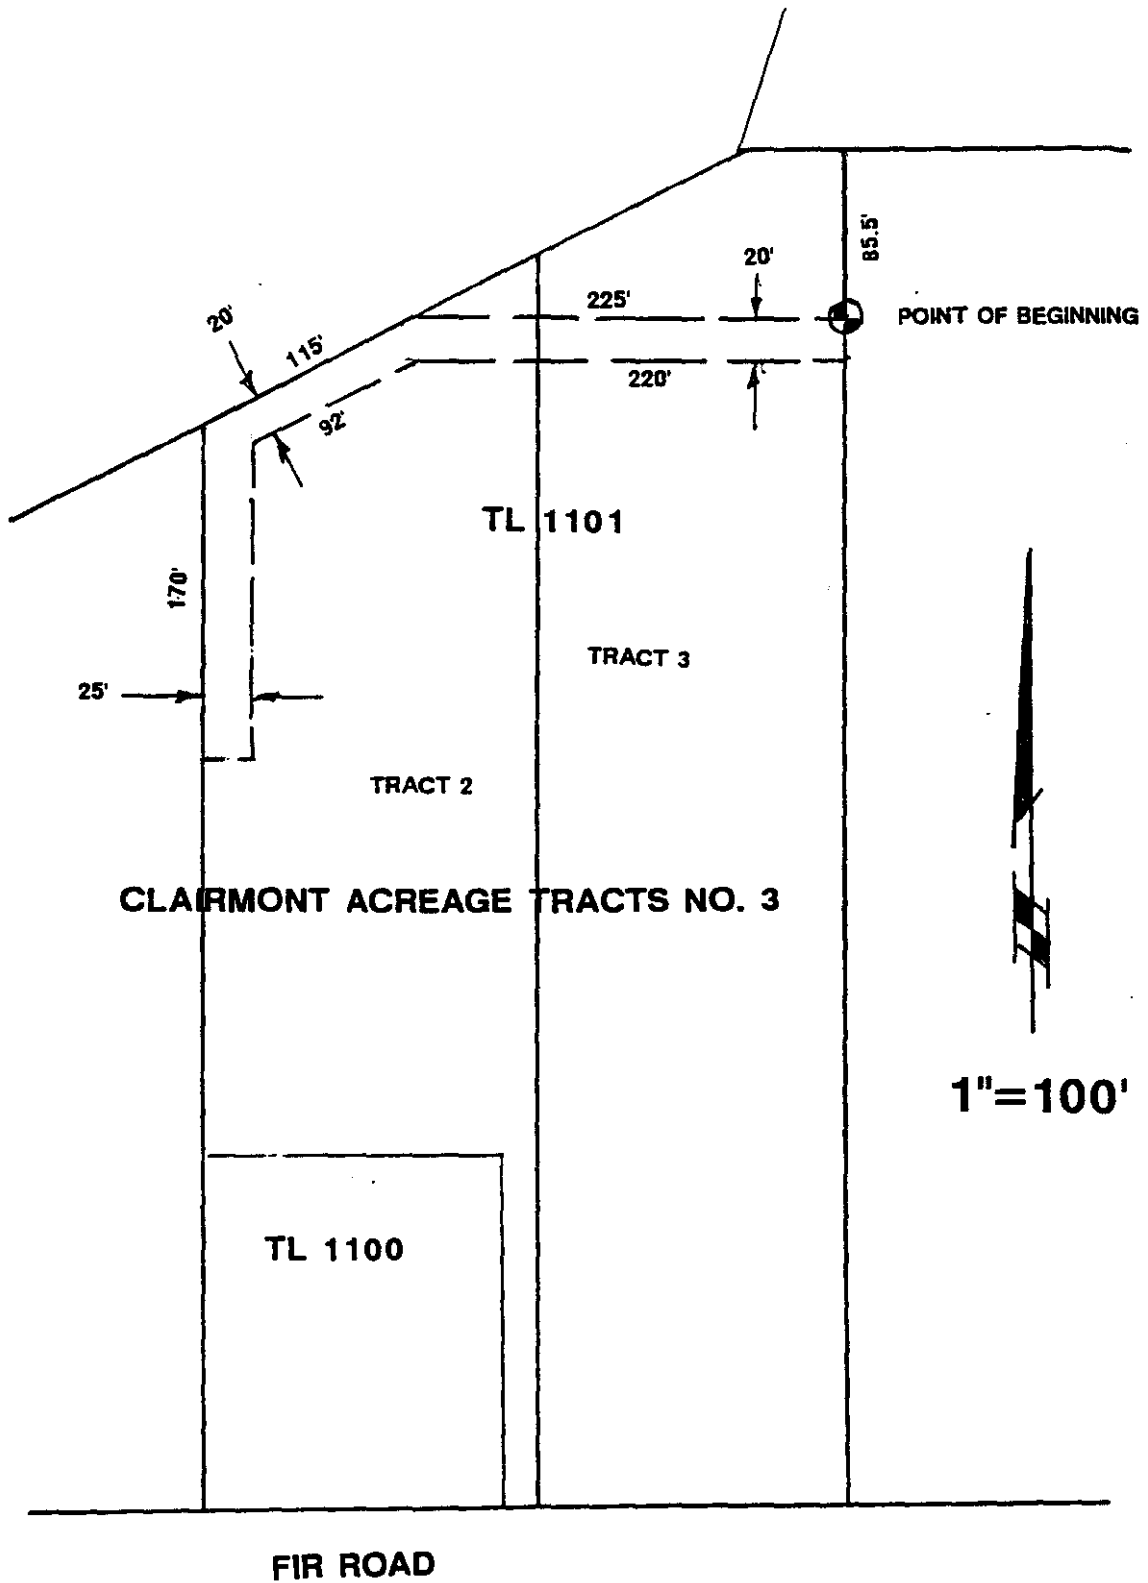 85.5'
20'
225'
POINT OF BEGINNING
20'
115'
220'
92'
TL 1101
170'
TRACT 3
25'
TRACT 2
CLAIRMONT ACREAGE TRACTS NO. 3
1"=100'
TL 1100
FIR ROAD